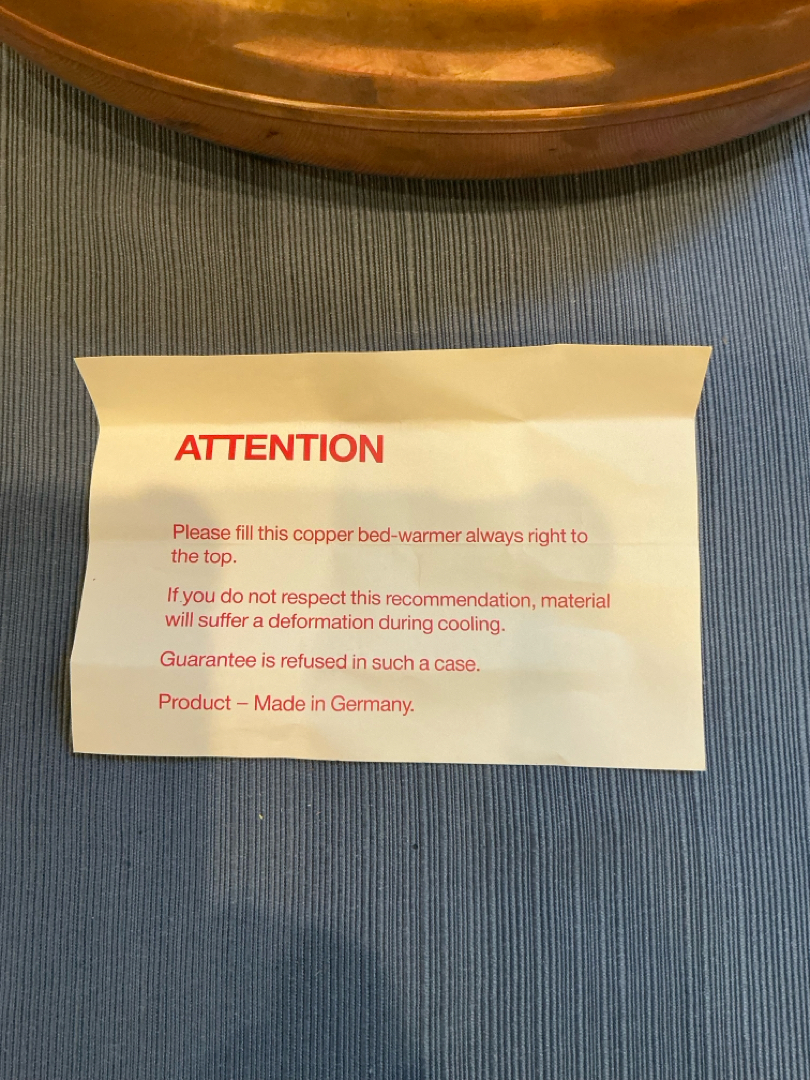 ATTENTION
Please fill this copper bed-warmer always right to
the top.
If you do not respect this recommendation, material
will suffer a deformation during cooling.
Guarantee is refused in such a case.
Product – Made in Germany.